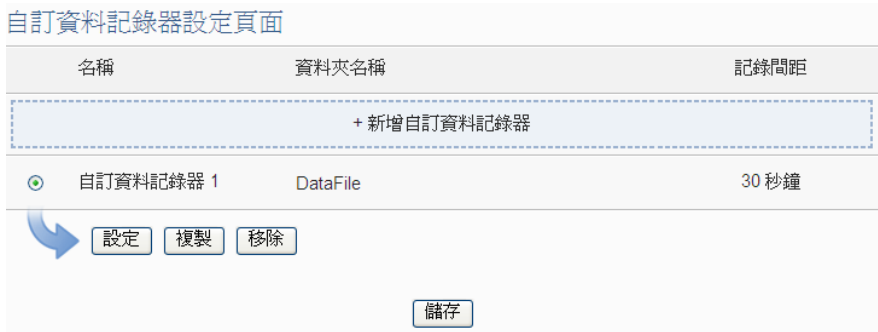 自訂資料記錄器設定頁面
名稱 資料夾名稱 記錄間距
+ 新增自訂資料記錄器
自訂資料記錄器 1 DataFile 30 秒鐘
設定 複製 移除
儲存